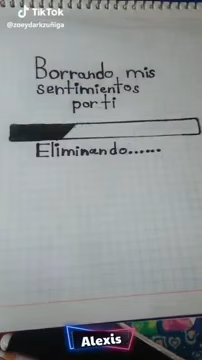 TikTok
@zoeydarkzuñiga
Borrando mis
sentimientos
por ti
Eliminando......
Alexis